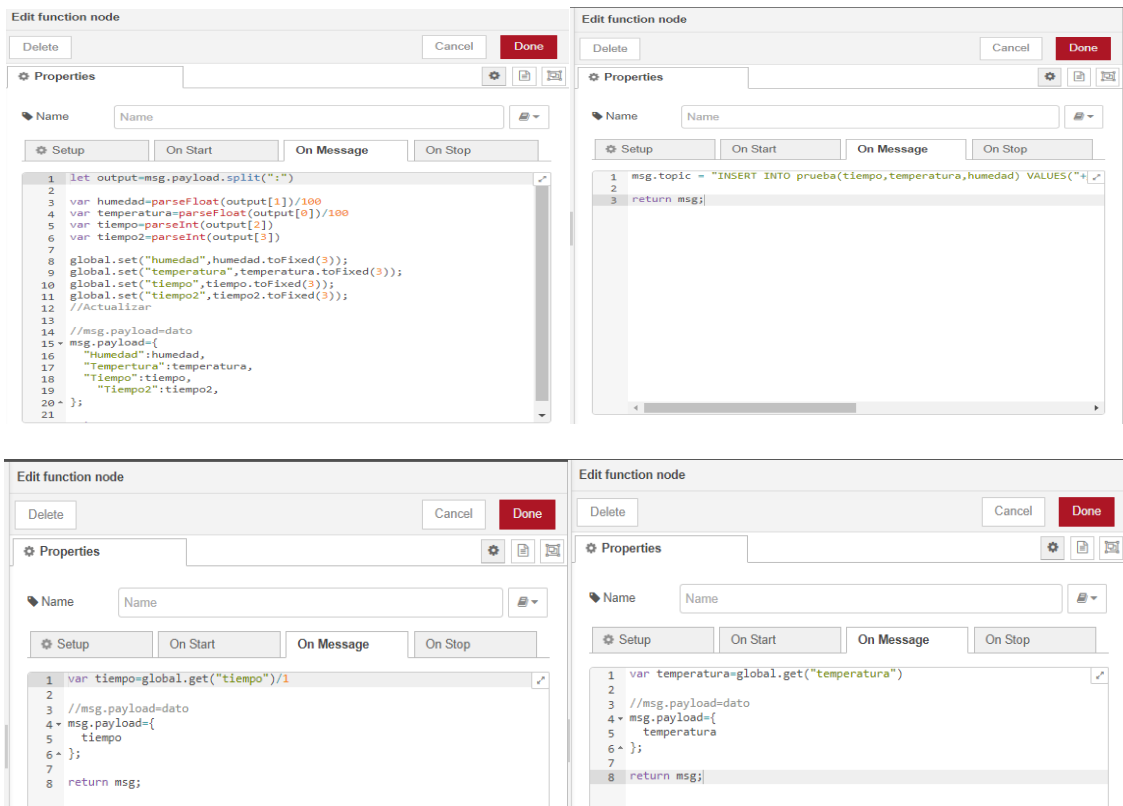 Edit function node
Delete
Cancel
Done
Properties
Name
Name
Setup
On Start
On Message
On Stop
1 let output=msg.payload.split(":")
2
3 var humedad=parseFloat(output[1])/100
4 var temperatura=parseFloat(output[0])/100
5 var tiempo=parseInt(output[2])
6 var tiempo2=parseInt(output[3])
7
8 global.set("humedad",humedad.toFixed(3));
9 global.set("temperatura",temperatura.toFixed(3));
10 global.set("tiempo",tiempo.toFixed(3));
11 global.set("tiempo2",tiempo2.toFixed(3));
12 //Actualizar
13
14 //msg.payload=dato
15 msg.payload={
16 "Humedad":humedad,
17 "Tempertura":temperatura,
18 "Tiempo":tiempo,
19 "Tiempo2":tiempo2,
20 };
21
Edit function node
Delete
Cancel
Done
Properties
Name
Name
Setup
On Start
On Message
On Stop
1 msg.topic = "INSERT INTO prueba(tiempo,temperatura,humedad) VALUES("+
2
3 return msg;
Edit function node
Delete
Cancel
Done
Properties
Name
Name
Setup
On Start
On Message
On Stop
1 var tiempo=global.get("tiempo")/1
2
3 //msg.payload=dato
4 msg.payload={
5 tiempo
6 };
7
8 return msg;
Edit function node
Delete
Cancel
Done
Properties
Name
Name
Setup
On Start
On Message
On Stop
1 var temperatura=global.get("temperatura")
2
3 //msg.payload=dato
4 msg.payload={
5 temperatura
6 };
7
8 return msg;